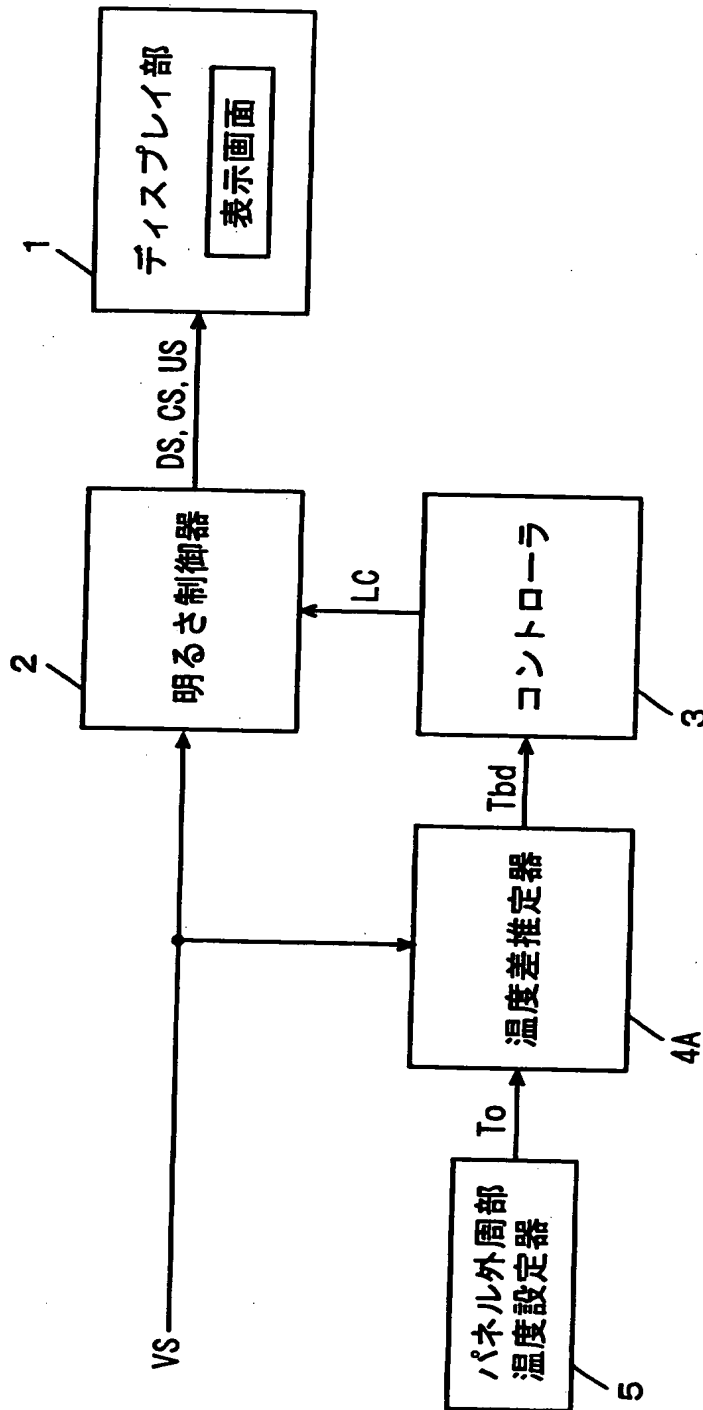 1
ディスプレイ部
表示画面
DS, CS, US
2
明るさ制御器
VS
LC
コントローラ
3
Tbd
温度差推定器
4A
To
パネル外周部
温度設定器
5